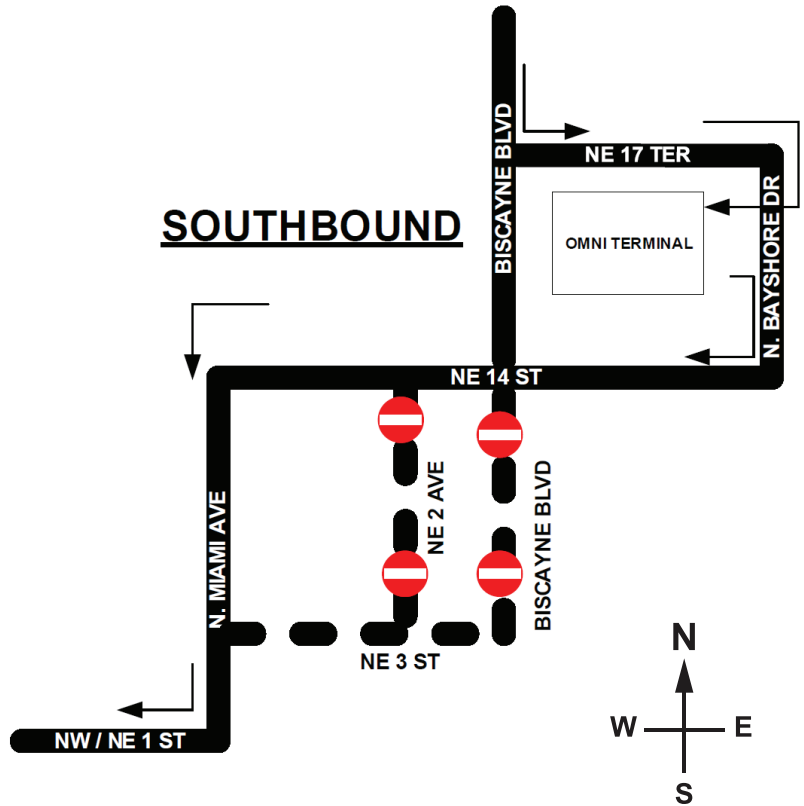 BISCAYNE BLVD
NE 17 TER
SOUTHBOUND
OMNI TERMINAL
N. BAYSHORE DR
NE 14 ST
N. MIAMI AVE
NE 2 AVE
BISCAYNE BLVD
NE 3 ST
N
W E
S
NW / NE 1 ST